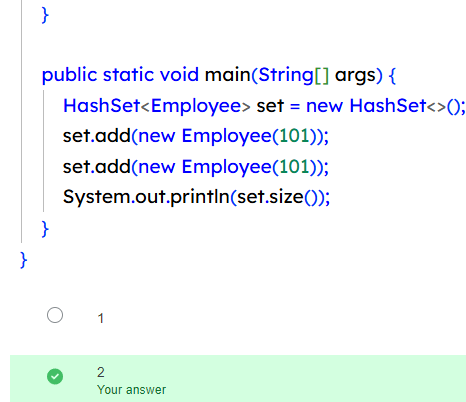 }
public static void main(String[] args) {
HashSet<Employee> set = new HashSet<>();
set.add(new Employee(101));
set.add(new Employee(101));
System.out.println(set.size());
}
}
1
2
Your answer